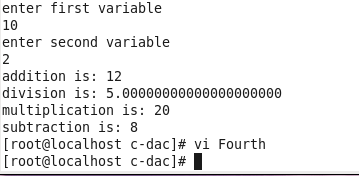 enter first variable
10
enter second variable
2
addition is: 12
division is: 5.00000000000000000000
multiplication is: 20
subtraction is: 8
[root@localhost c-dac]# vi Fourth
[root@localhost c-dac]#